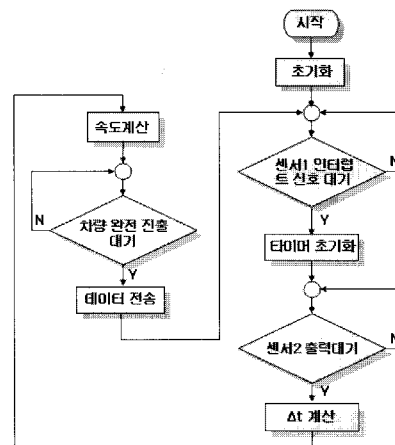 시작
초기화
센서1 인터럽
트 신호 대기
N
Y
타이머 초기화
센서2 출력대기
N
Y
Δt 계산
속도계산
차량 완전 진출
대기
N
Y
데이터 전송